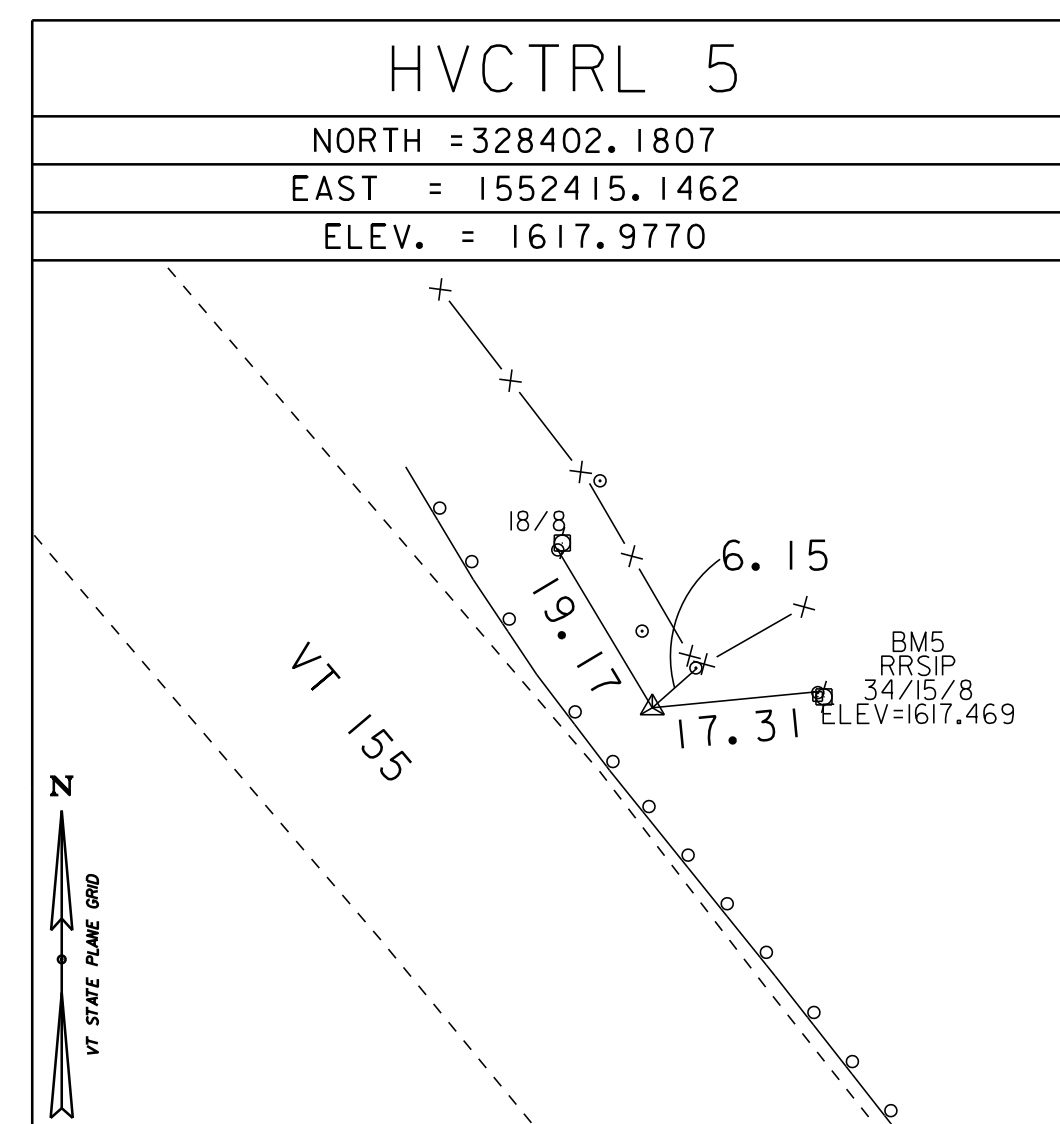 HVCTRL 5
NORTH =328402.1807
EAST = 1552415.1462
ELEV. = 1617.9770
18/8
6.15
19.17
BM5
RRSIP
34/15/8
ELEV=1617.469
17.31
VT 155
N
VT STATE PLANE GRID